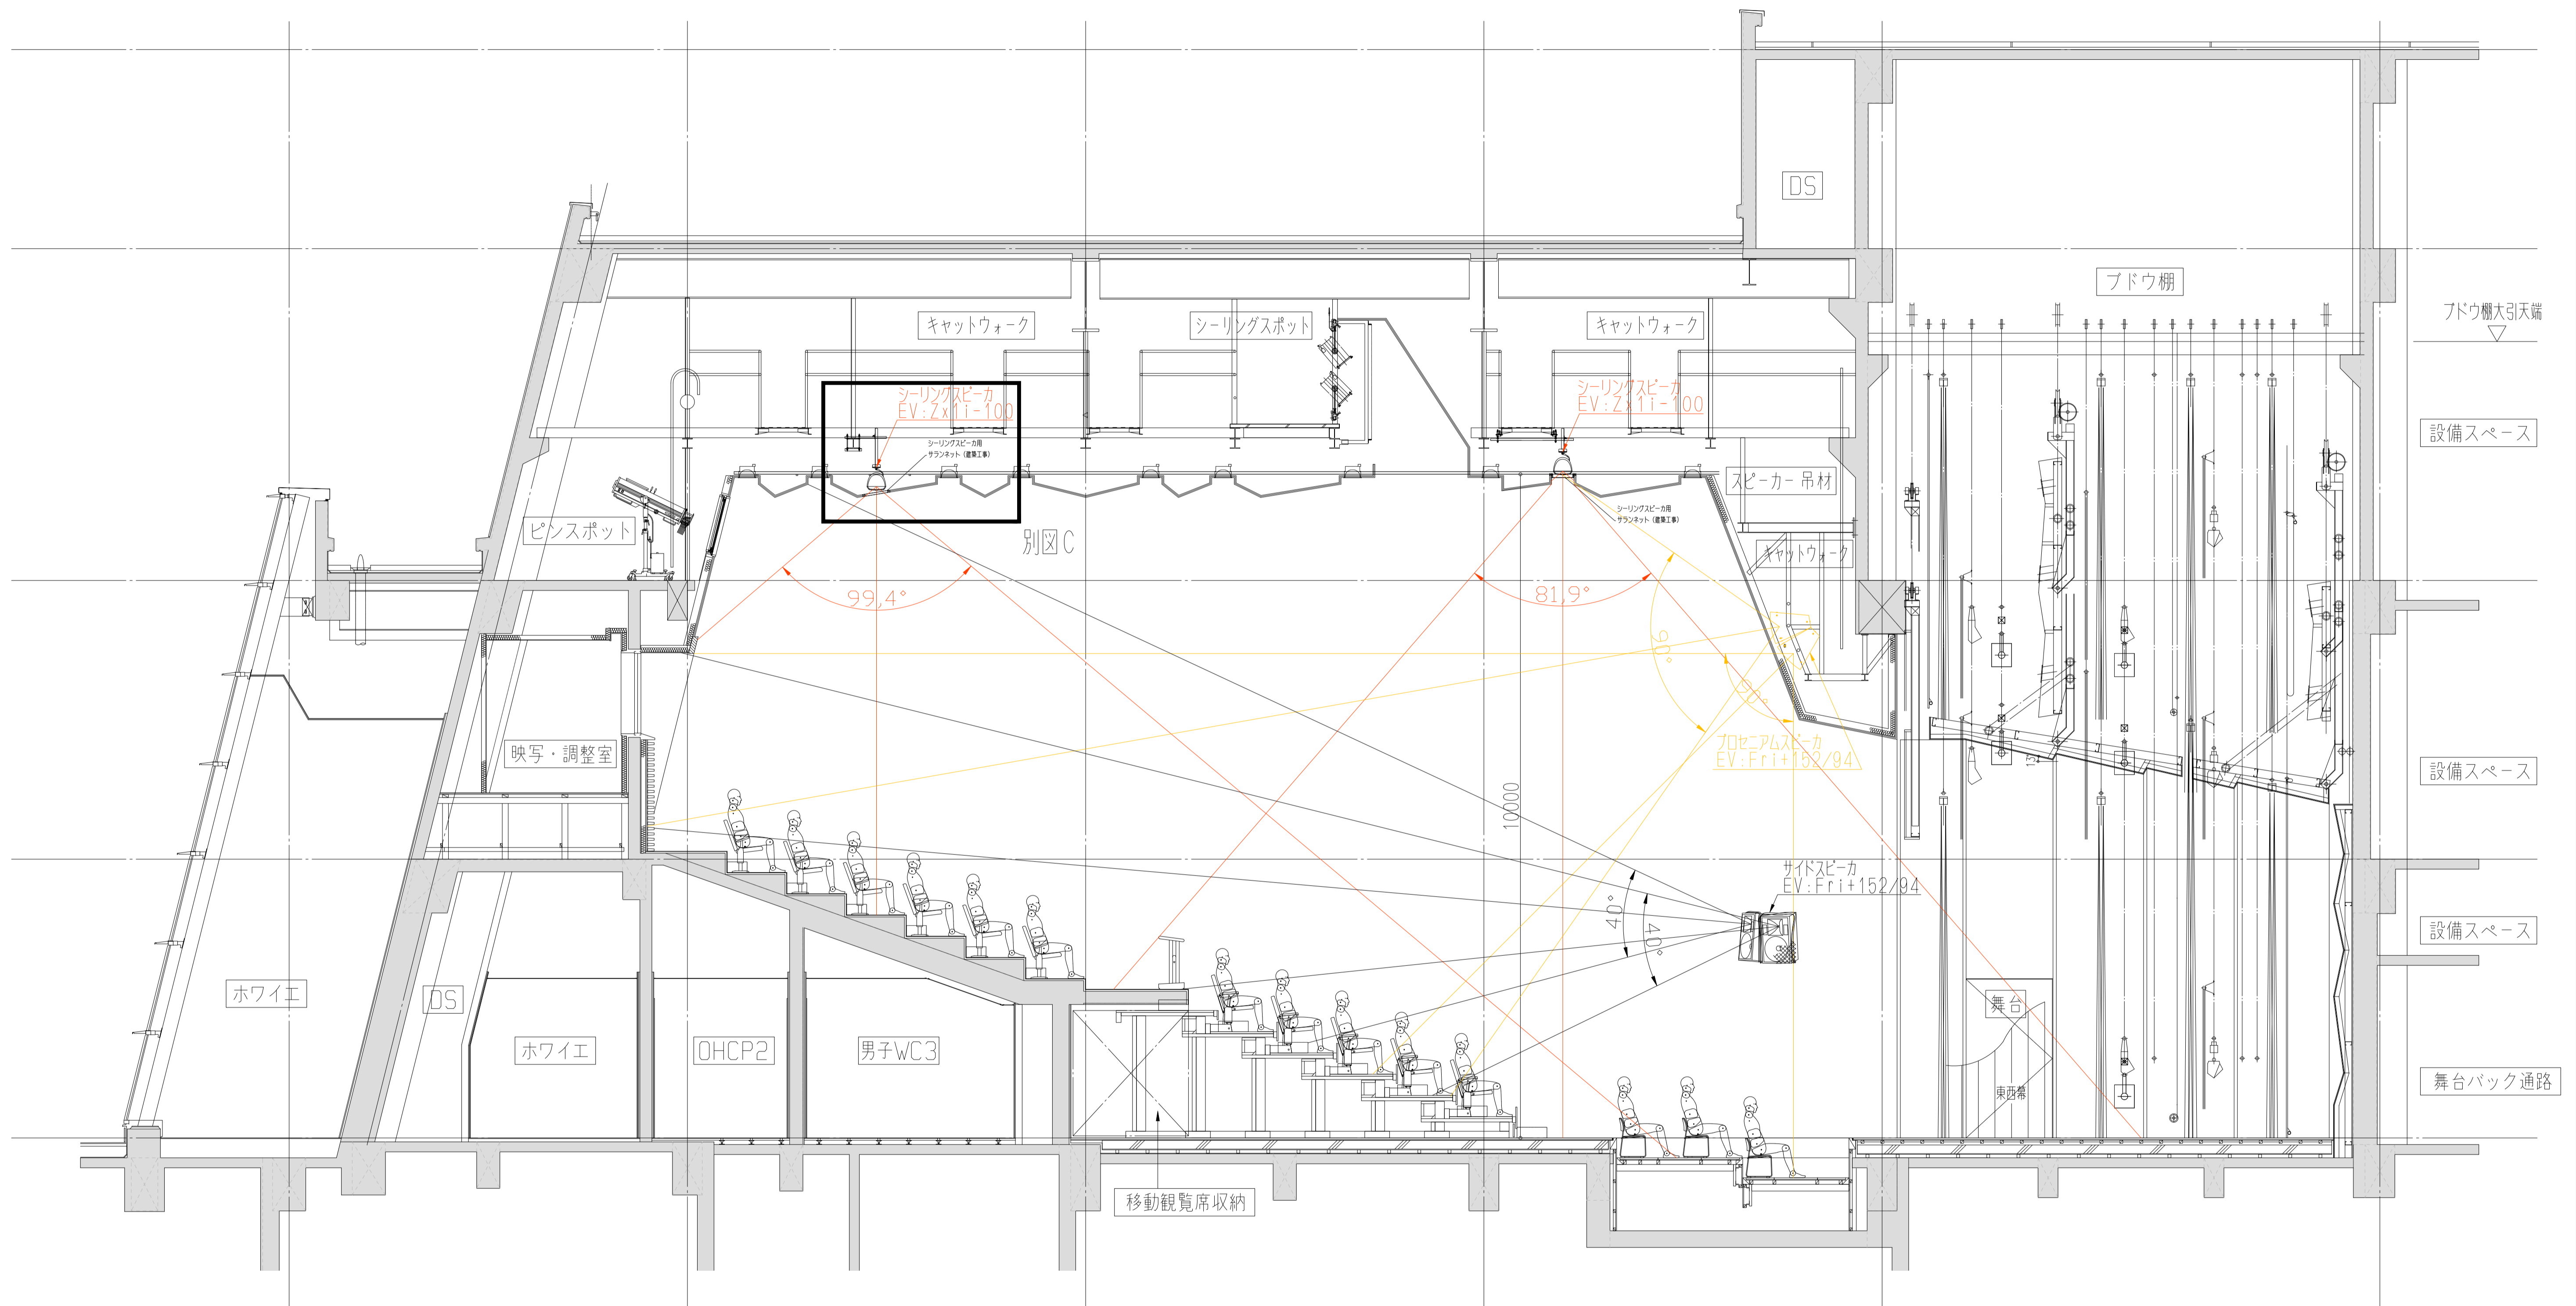 DS
ブドウ棚
ブドウ棚大引天端
キャットウォーク
シーリングスポット
キャットウォーク
シーリングスピーカ
EV:Zx1i-100
シーリングスピーカ用
サランネット（建築工事）
シーリングスピーカ
EV:Zx1i-100
設備スペース
スピーカー吊材
シーリングスピーカ用
サランネット（建築工事）
ピンスポット
別図C
キャットウォーク
99,4°
81,9°
映写・調整室
プロセニアムスピーカ
EV:Fri+152/94
13
設備スペース
10000
サイドスピーカ
EV:Fri+152/94
40°
40°
設備スペース
ホワイエ
DS
舞台
ホワイエ
OHCP2
男子WC3
東西幕
舞台バック通路
移動観覧席収納